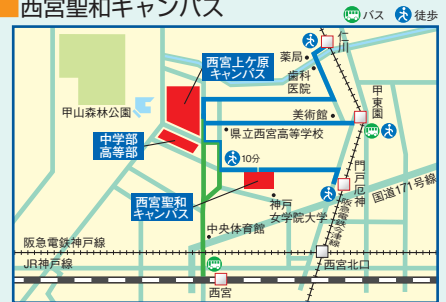 西宮聖和キャンパス
バス
徒歩
仁川
薬局
歯科
医院
西宮上ケ原
キャンパス
甲東園
甲山森林公園
美術館
県立西宮高等学校
中学部
高等部
10分
門戸厄神
西宮聖和
キャンパス
神戸
女学院大学
国道171号線
阪急電鉄今津線
中央体育館
阪急電鉄神戸線
西宮北口
JR神戸線
西宮